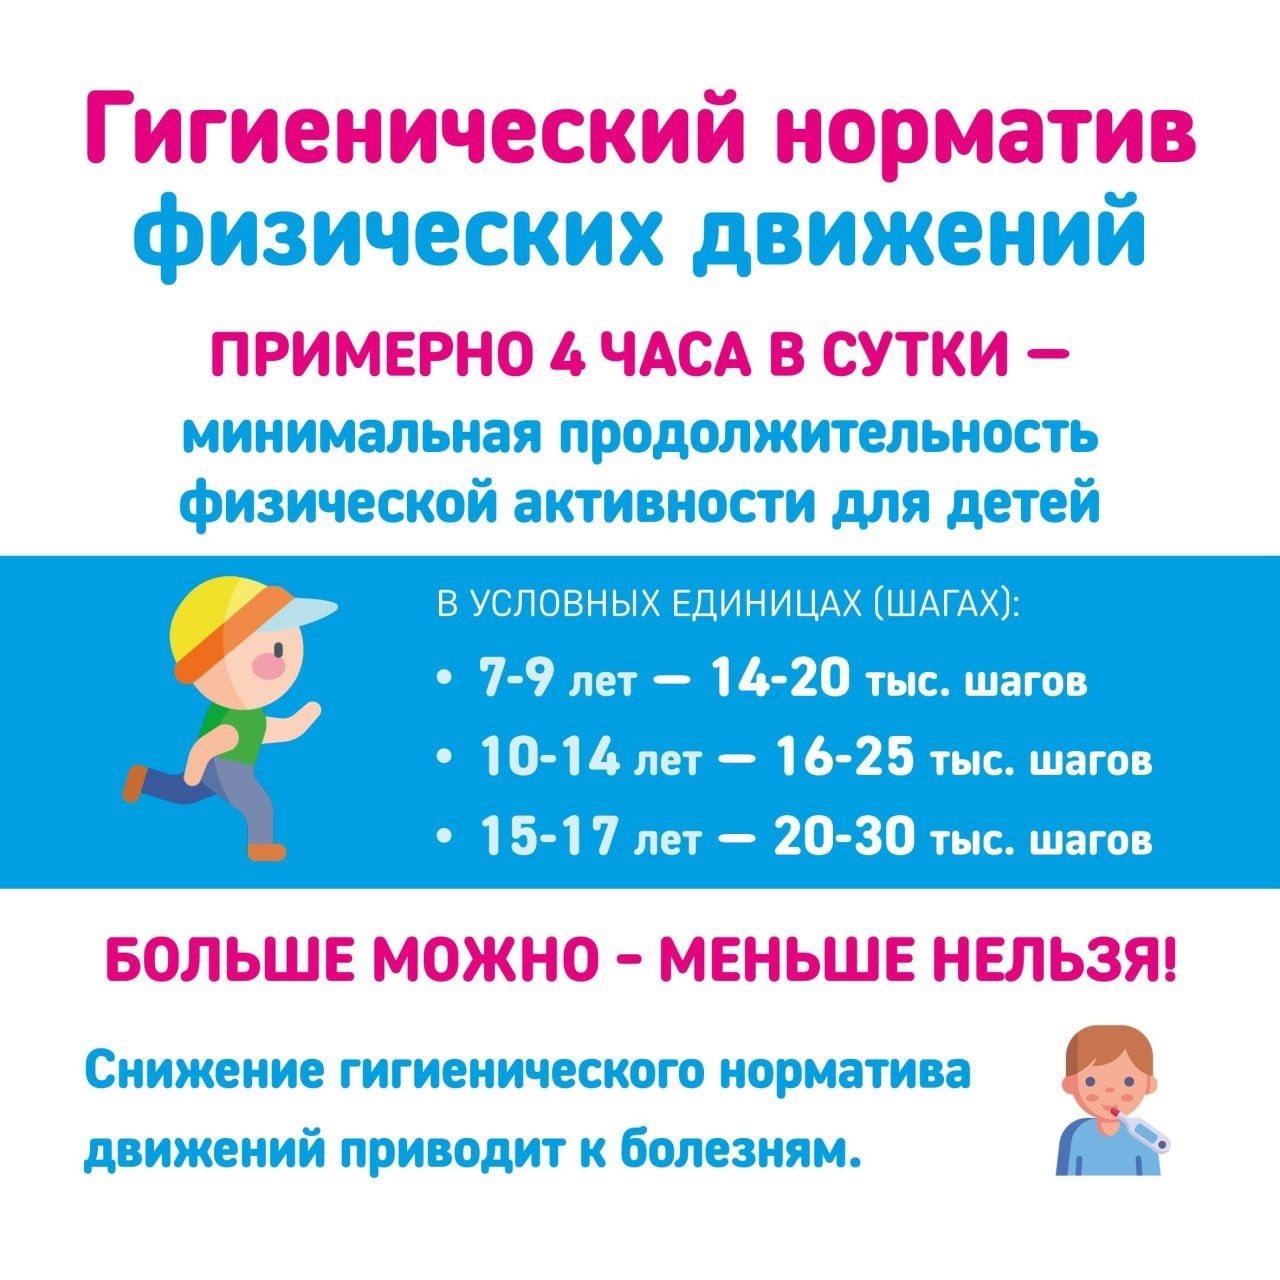 Гигиенический норматив
физических движений
ПРИМЕРНО 4 ЧАСА В СУТКИ —
минимальная продолжительность
физической активности для детей
В УСЛОВНЫХ ЕДИНИЦАХ (ШАГАХ):
• 7-9 лет — 14-20 тыс. шагов
• 10-14 лет — 16-25 тыс. шагов
• 15-17 лет — 20-30 тыс. шагов
БОЛЬШЕ МОЖНО - МЕНЬШЕ НЕЛЬЗЯ!
Снижение гигиенического норматива
движений приводит к болезням.